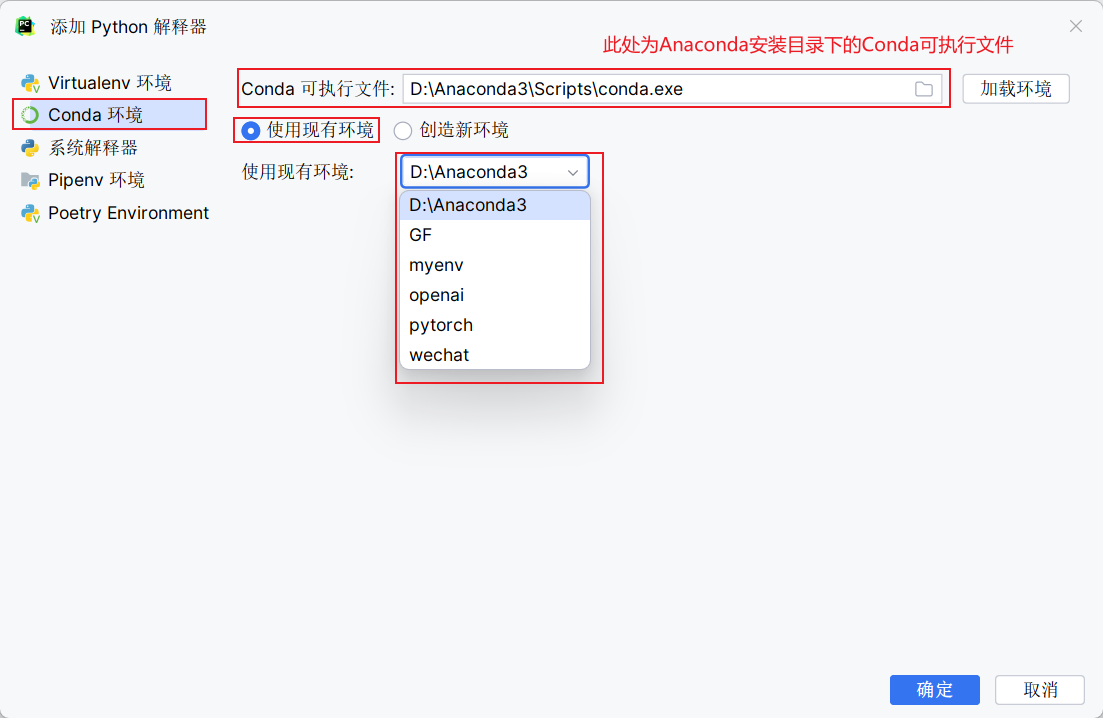 添加 Python 解释器
此处为Anaconda安装目录下的Conda可执行文件
Virtualenv 环境
Conda 环境
系统解释器
Pipenv 环境
Poetry Environment
Conda 可执行文件: D:\Anaconda3\Scripts\conda.exe 加载环境
使用现有环境 创造新环境
使用现有环境: D:\Anaconda3
D:\Anaconda3
GF
myenv
openai
pytorch
wechat
确定 取消